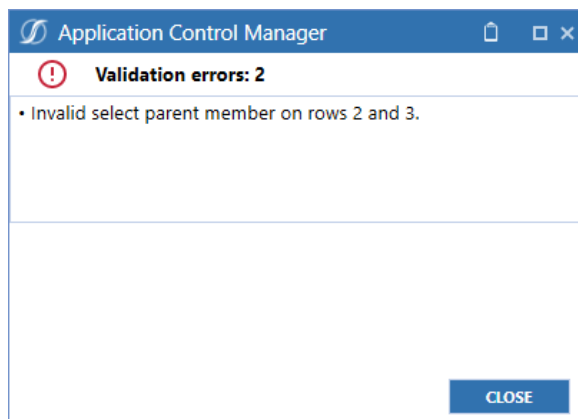 Application Control Manager
Validation errors: 2
• Invalid select parent member on rows 2 and 3.
CLOSE